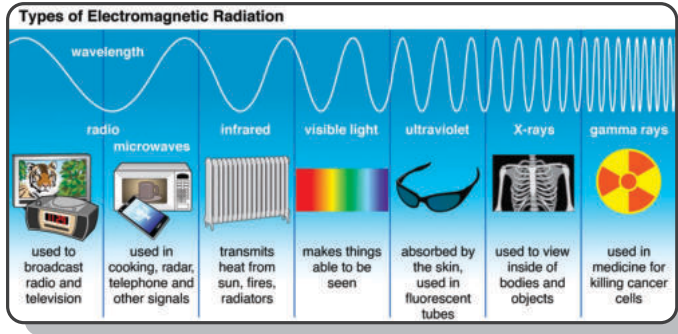 Types of Electromagnetic Radiation
wavelength
radio
microwaves
infrared
visible light
ultraviolet
X-rays
gamma rays
used to
broadcast
radio and
television
used in
cooking, radar,
telephone and
other signals
transmits
heat from
sun, fires,
radiators
makes things
able to be
seen
absorbed by
the skin,
used in
fluorescent
tubes
used to view
inside of
bodies and
objects
used in
medicine for
killing cancer
cells